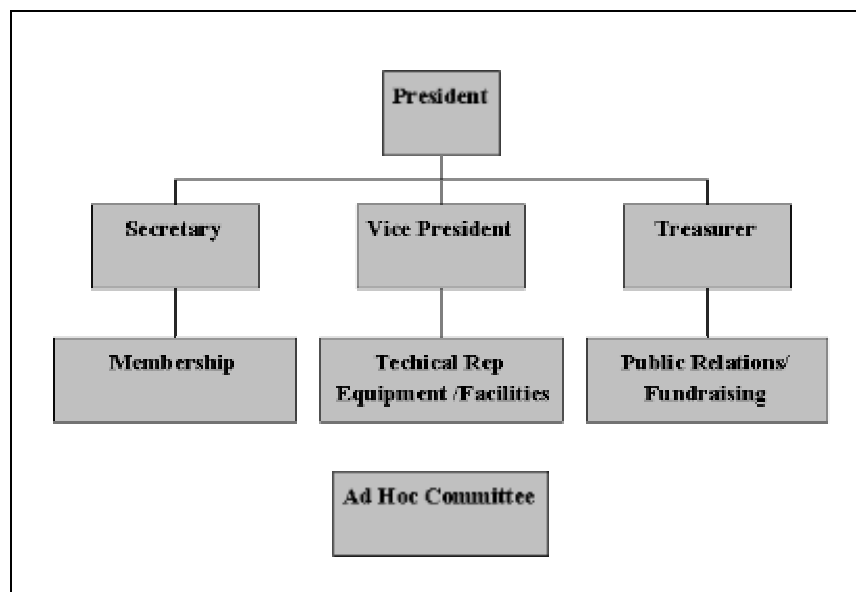 President
Secretary
Vice President
Treasurer
Membership
Techical Rep
Equipment /Facilities
Public Relations/
Fundraising
Ad Hoc Committee